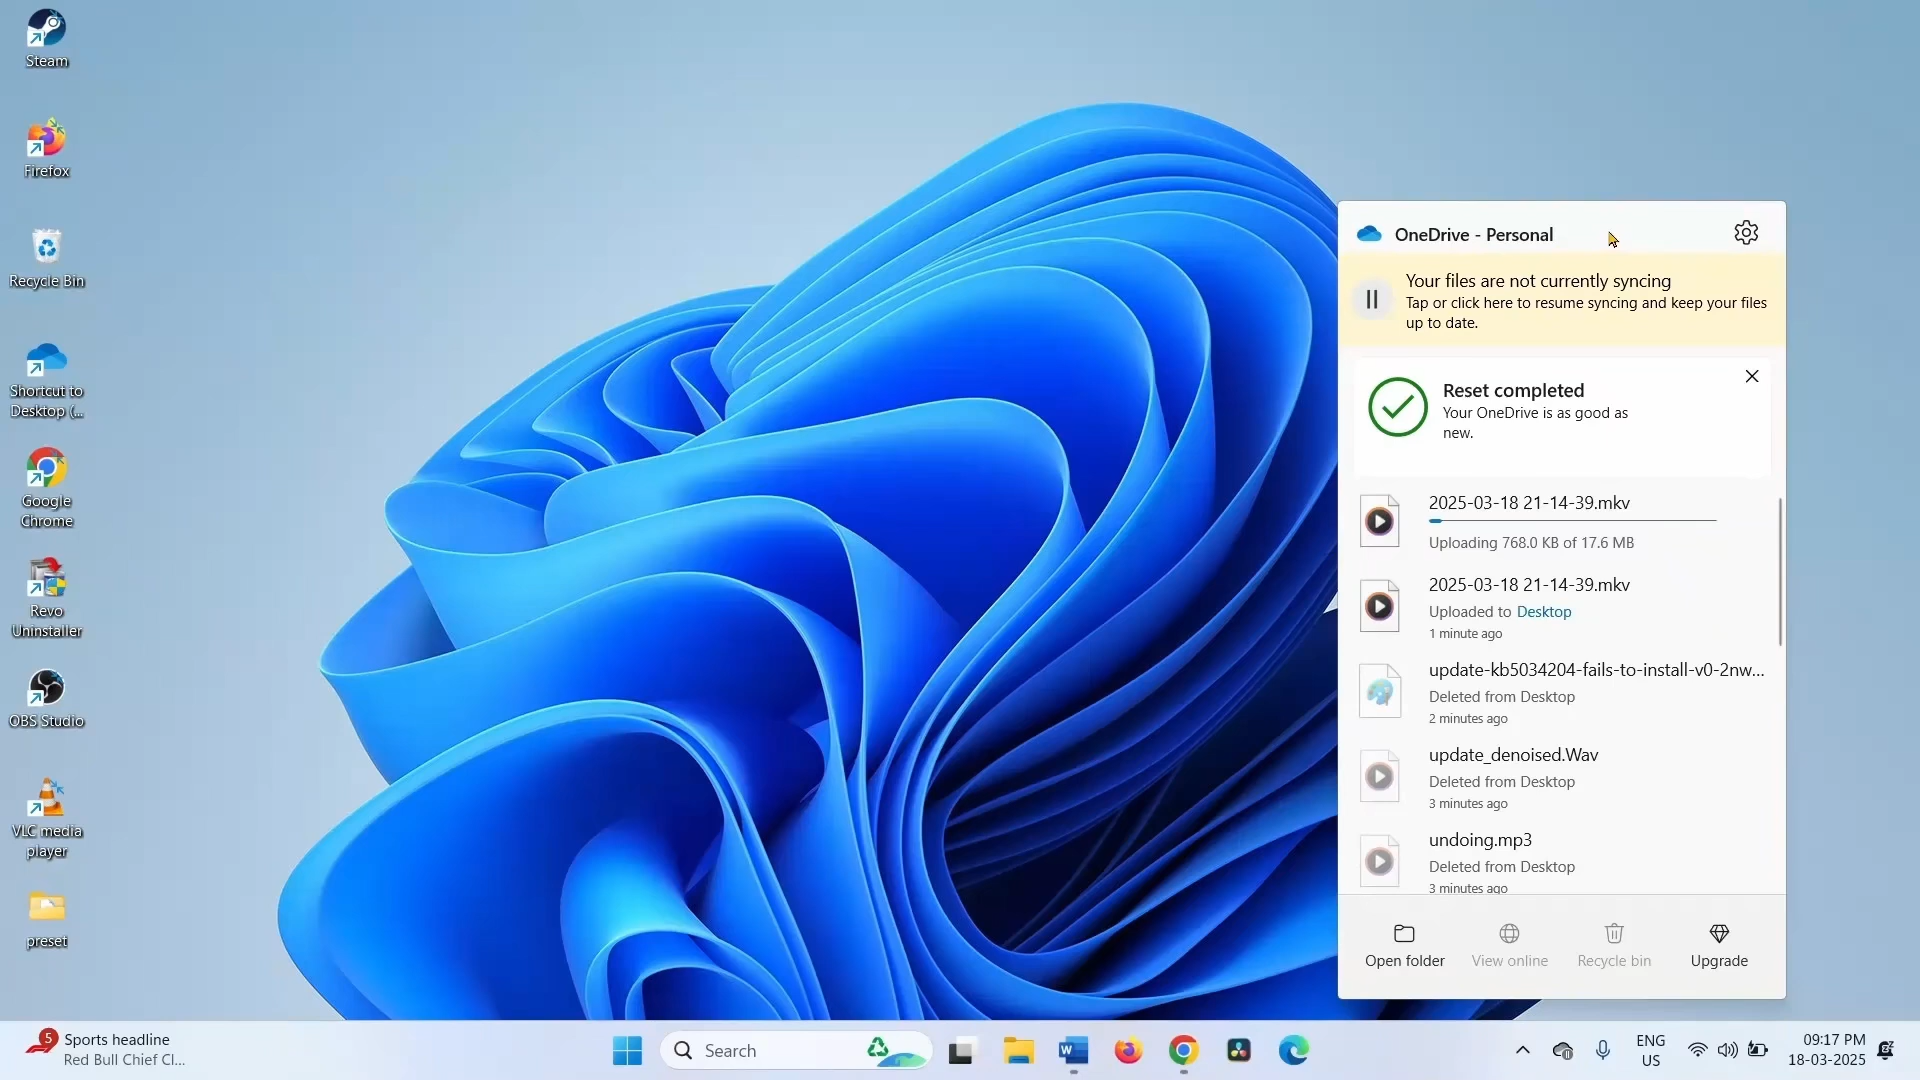 Steam
Firefox
Recycle Bin
Shortcut to
Desktop (...
Google
Chrome
Revo
Uninstaller
OBS Studio
VLC media
player
preset
OneDrive - Personal
Your files are not currently syncing
Tap or click here to resume syncing and keep your files
up to date.
Reset completed
Your OneDrive is as good as
new.
2025-03-18 21-14-39.mkv
Uploading 768.0 KB of 17.6 MB
2025-03-18 21-14-39.mkv
Uploaded to Desktop
1 minute ago
update-kb5034204-fails-to-install-v0-2nw...
Deleted from Desktop
2 minutes ago
update_denoised.Wav
Deleted from Desktop
3 minutes ago
undoing.mp3
Deleted from Desktop
3 minutes ago
Open folder
View online
Recycle bin
Upgrade
5
Sports headline
Red Bull Chief Cl...
Search
W
ENG
US
09:17 PM
18-03-2025